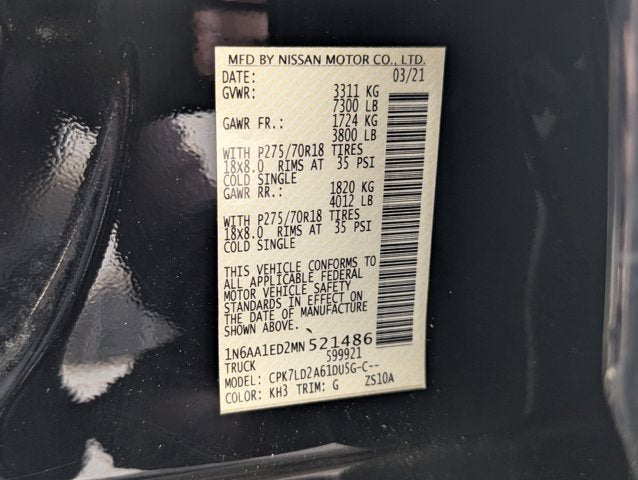 MFD BY NISSAN MOTOR CO., LTD.
DATE: 03/21
GVWR: 3311 KG
7300 LB
GAWR FR.: 1724 KG
3800 LB
WITH P275/70R18 TIRES
18X8.0 RIMS AT 35 PSI
COLD SINGLE
GAWR RR.: 1820 KG
4012 LB
WITH P275/70R18 TIRES
18X8.0 RIMS AT 35 PSI
COLD SINGLE
THIS VEHICLE CONFORMS TO
ALL APPLICABLE FEDERAL
MOTOR VEHICLE SAFETY
STANDARDS IN EFFECT ON
THE DATE OF MANUFACTURE
SHOWN ABOVE.
1N6AA1ED2MN521486
TRUCK 599921
MODEL: CPK7LD2A61DU5G-C--
COLOR: KH3 TRIM: G ZS10A